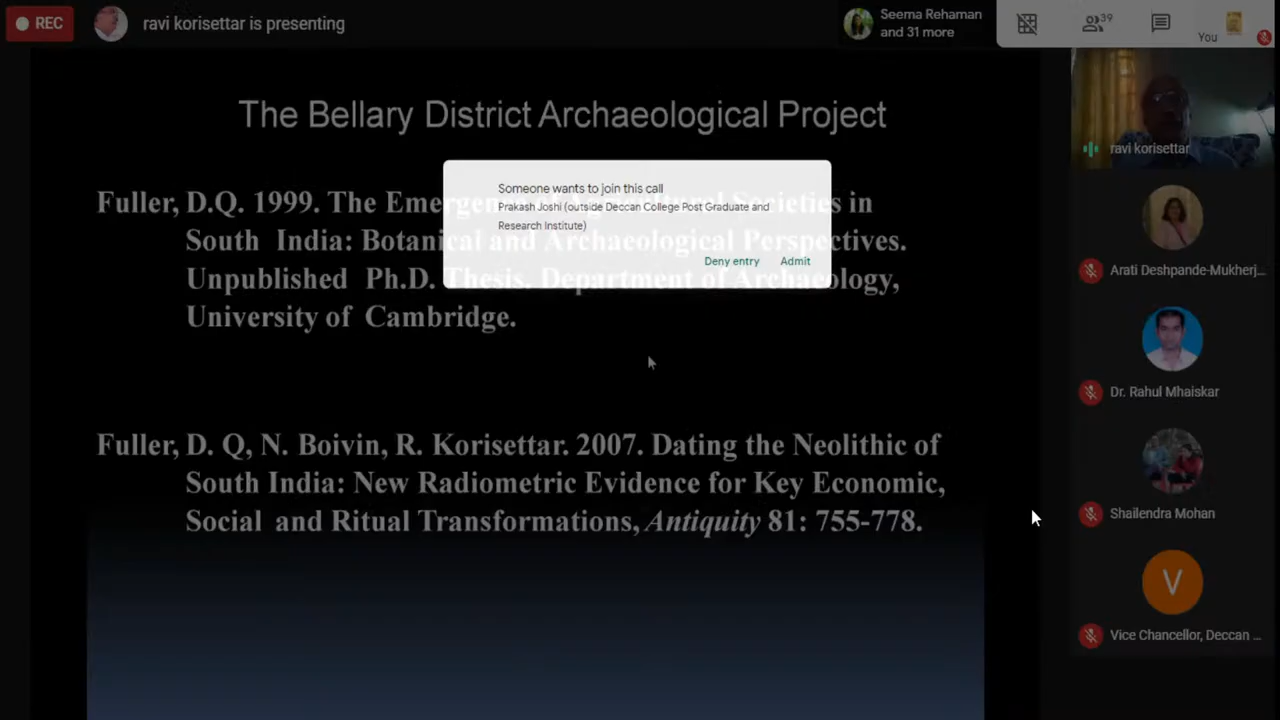 REC
ravi korisettar is presenting
Seema Rehaman
and 31 more
39
You
The Bellary District Archaeological Project
ravi korisettar
Someone wants to join this call
Prakash Joshi (outside Deccan College Post Graduate and
Research Institute)
Deny entry Admit
Fuller, D.Q. 1999. The Emergence of Agricultural Societies in
South India: Botanical and Archaeological Perspectives.
Unpublished Ph.D. Thesis. Department of Archaeology,
University of Cambridge.
Arati Deshpande-Mukherj...
Dr. Rahul Mhaiskar
Fuller, D. Q, N. Boivin, R. Korisettar. 2007. Dating the Neolithic of
South India: New Radiometric Evidence for Key Economic,
Social and Ritual Transformations, Antiquity 81: 755-778.
Shailendra Mohan
V
Vice Chancellor, Deccan ...